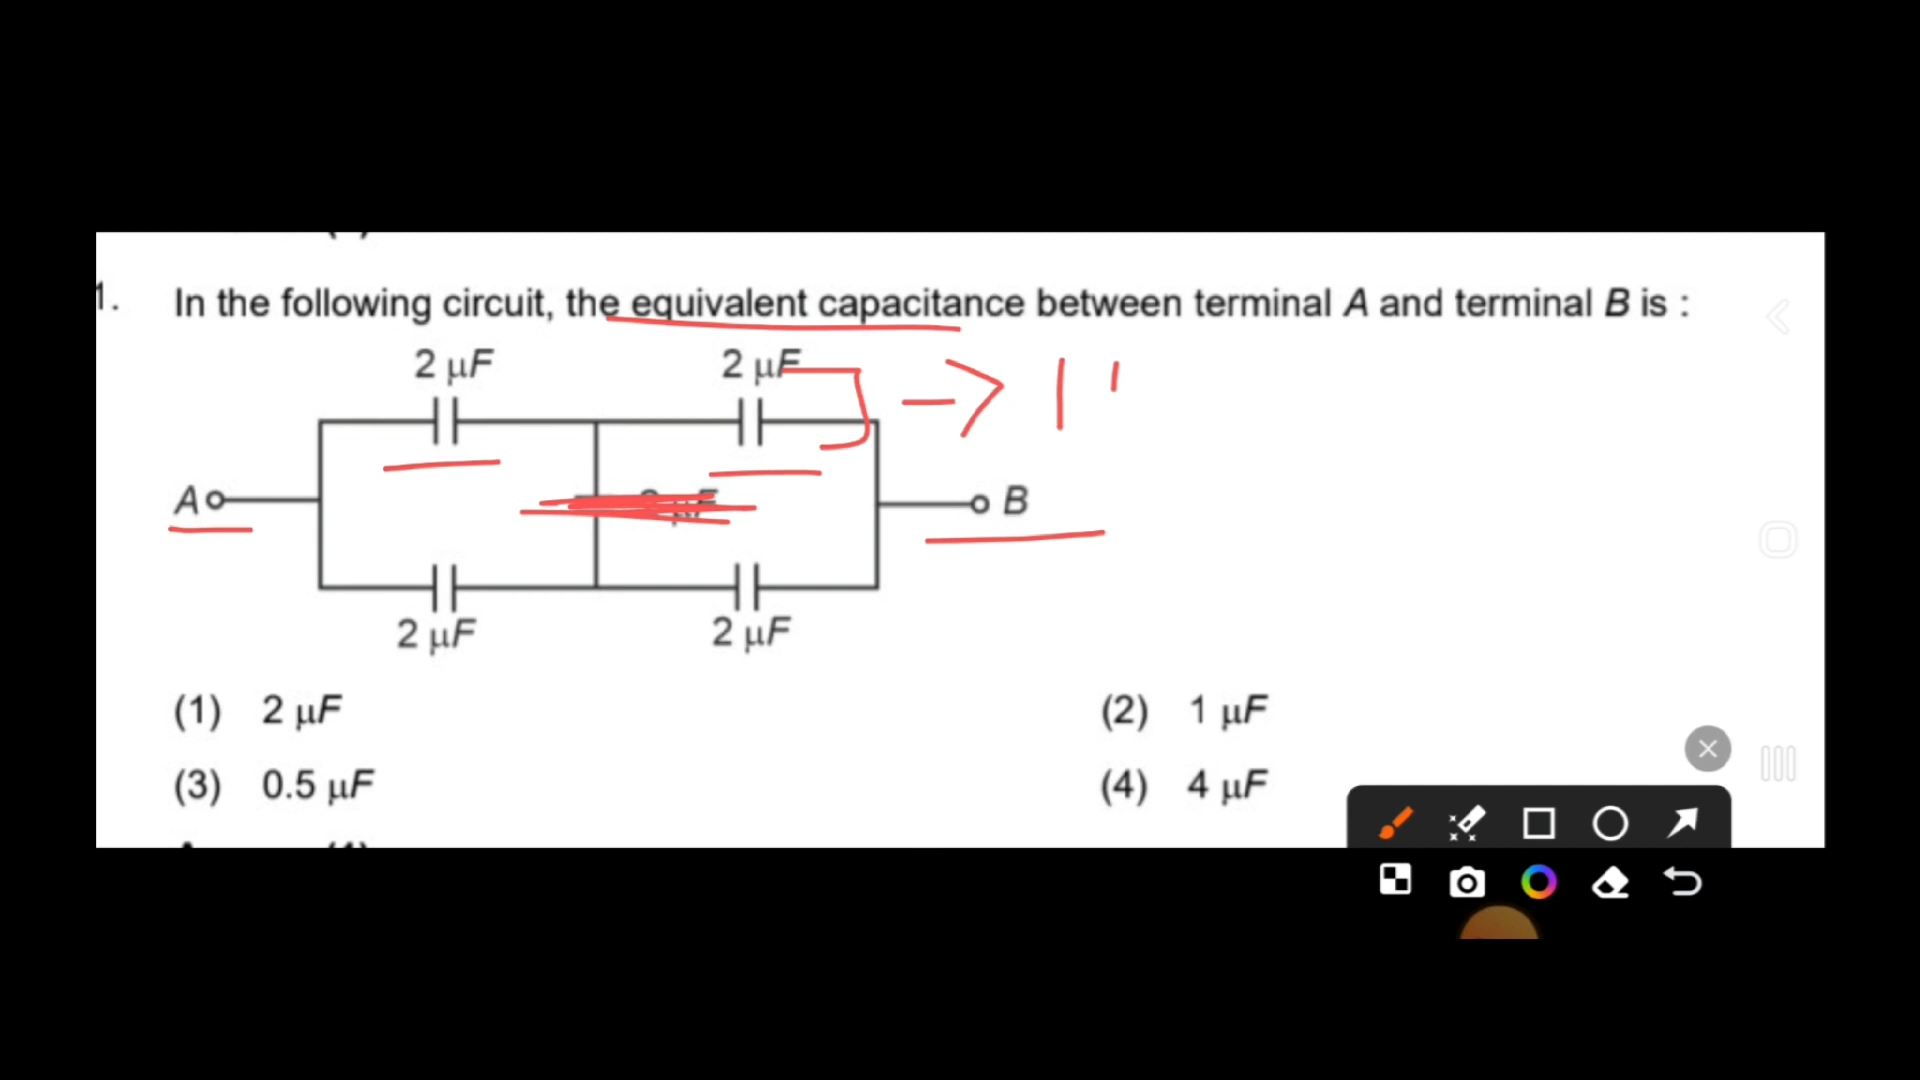 1. In the following circuit, the equivalent capacitance between terminal A and terminal B is :
2 μF 2 μF
1 '
A B
2 μF 2 μF
(1) 2 μF (2) 1 μF
(3) 0.5 μF (4) 4 μF